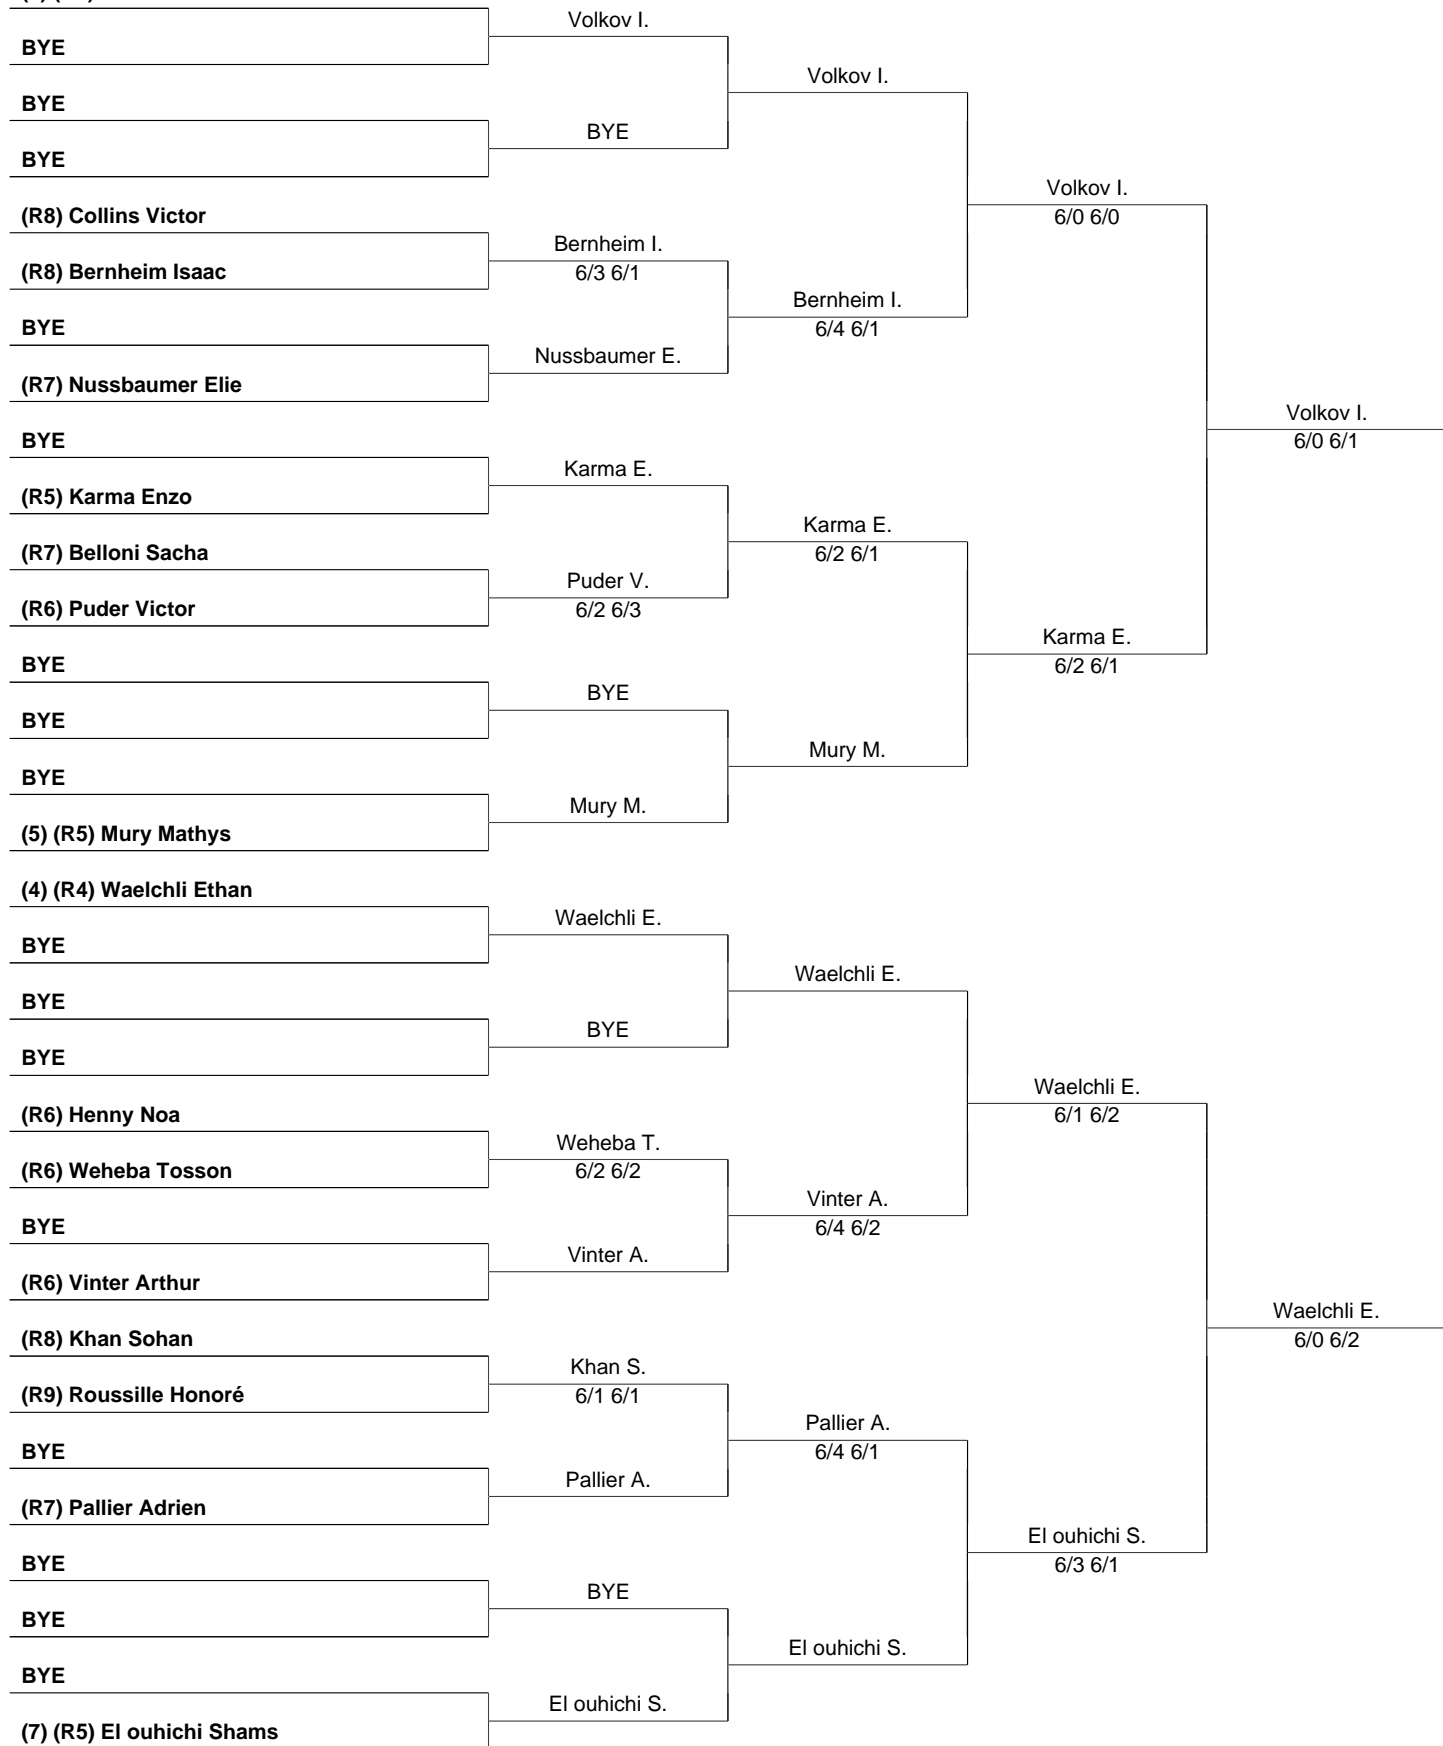 BYE
BYE
BYE
(R8) Collins Victor
(R8) Bernheim Isaac
BYE
(R7) Nussbaumer Elie
BYE
(R5) Karma Enzo
(R7) Belloni Sacha
(R6) Puder Victor
BYE
BYE
BYE
(5) (R5) Mury Mathys
(4) (R4) Waelchli Ethan
BYE
BYE
BYE
(R6) Henny Noa
(R6) Weheba Tosson
BYE
(R6) Vinter Arthur
(R8) Khan Sohan
(R9) Roussille Honoré
BYE
(R7) Pallier Adrien
BYE
BYE
BYE
(7) (R5) El ouhichi Shams
Volkov I.
BYE
Bernheim I.
6/3 6/1
Nussbaumer E.
Karma E.
Puder V.
6/2 6/3
BYE
Mury M.
Waelchli E.
BYE
Weheba T.
6/2 6/2
Vinter A.
Khan S.
6/1 6/1
Pallier A.
BYE
El ouhichi S.
Volkov I.
Bernheim I.
6/4 6/1
Karma E.
6/2 6/1
Mury M.
Waelchli E.
Vinter A.
6/4 6/2
Pallier A.
6/4 6/1
El ouhichi S.
Volkov I.
6/0 6/0
Karma E.
6/2 6/1
Waelchli E.
6/1 6/2
El ouhichi S.
6/3 6/1
Volkov I.
6/0 6/1
Waelchli E.
6/0 6/2